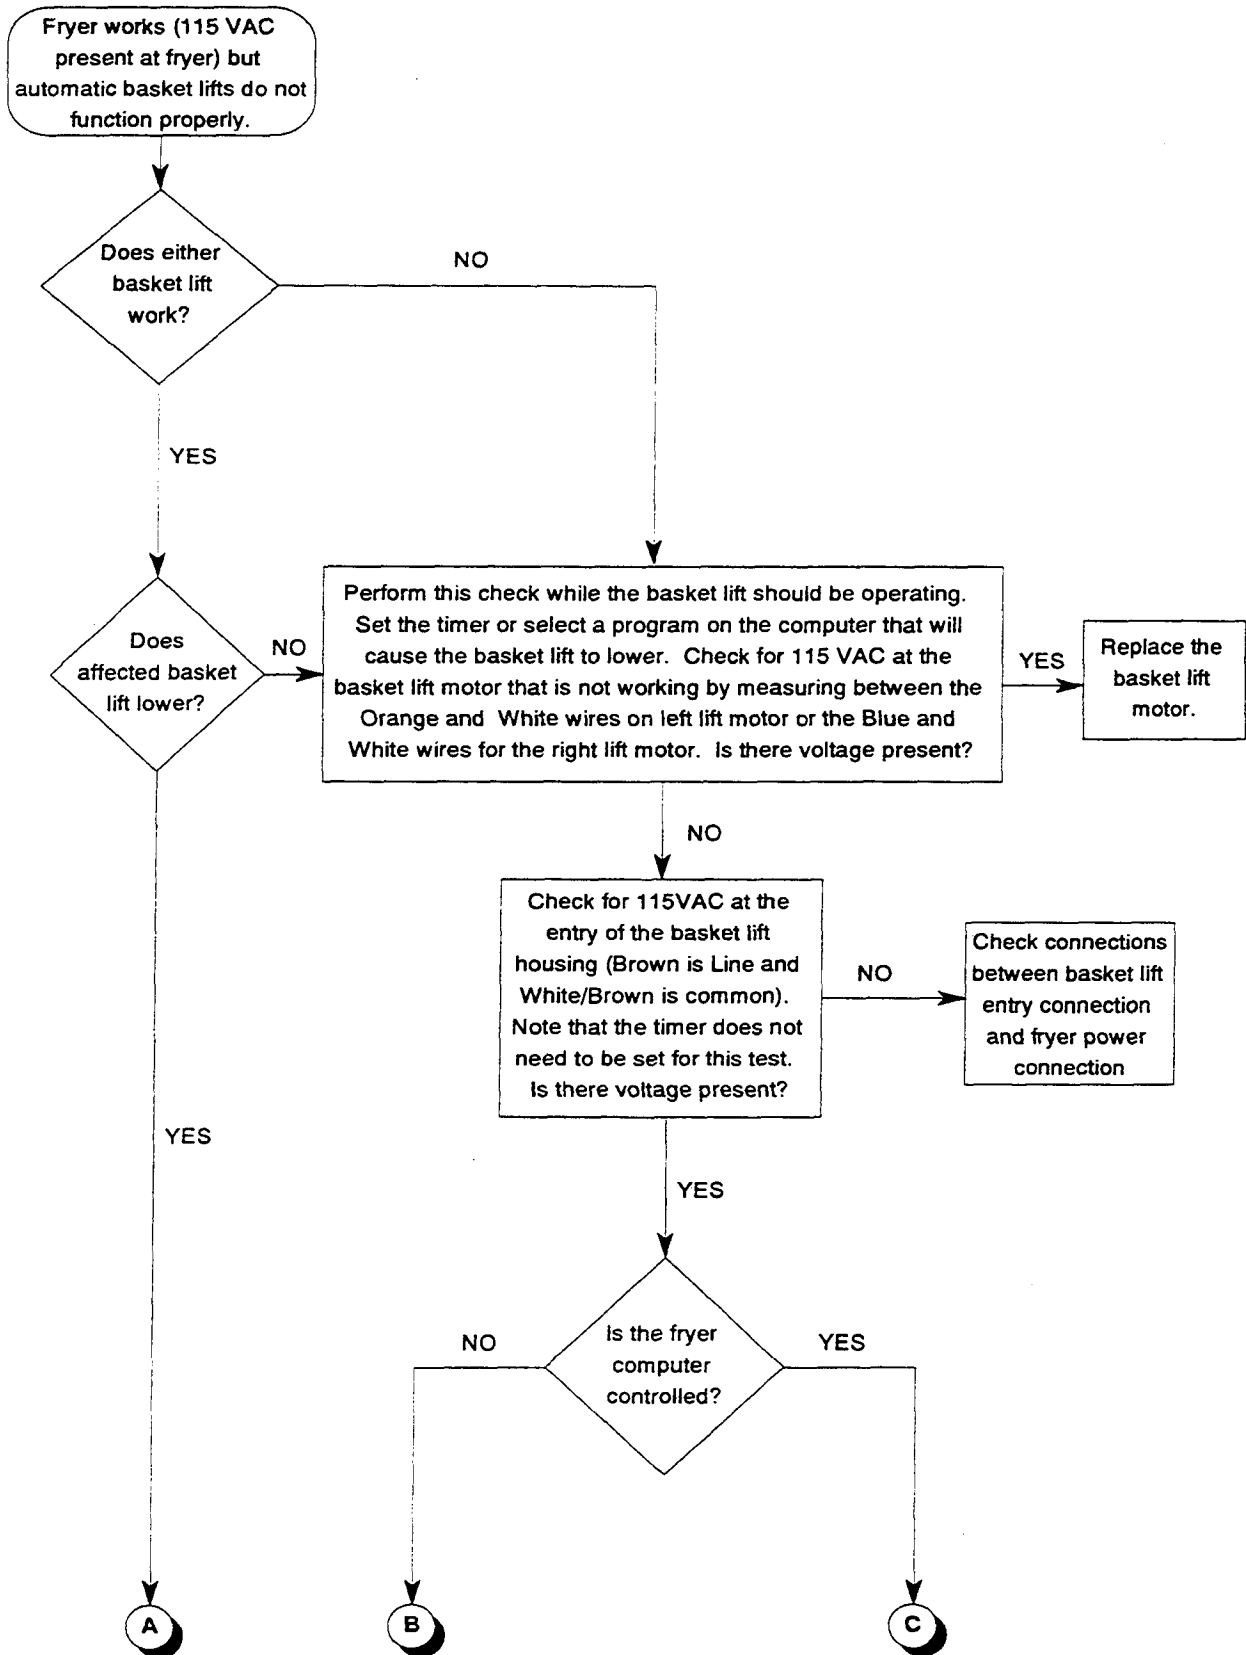 Fryer works (115 VAC
present at fryer) but
automatic basket lifts do not
function properly.
Does either
basket lift
work?
NO
YES
Does
affected basket
lift lower?
NO
Perform this check while the basket lift should be operating.
Set the timer or select a program on the computer that will
cause the basket lift to lower. Check for 115 VAC at the
basket lift motor that is not working by measuring between the
Orange and White wires on left lift motor or the Blue and
White wires for the right lift motor. Is there voltage present?
YES
Replace the
basket lift
motor.
NO
Check for 115VAC at the
entry of the basket lift
housing (Brown is Line and
White/Brown is common).
Note that the timer does not
need to be set for this test.
Is there voltage present?
NO
Check connections
between basket lift
entry connection
and fryer power
connection
YES
YES
Is the fryer
computer
controlled?
NO
YES
A
B
C